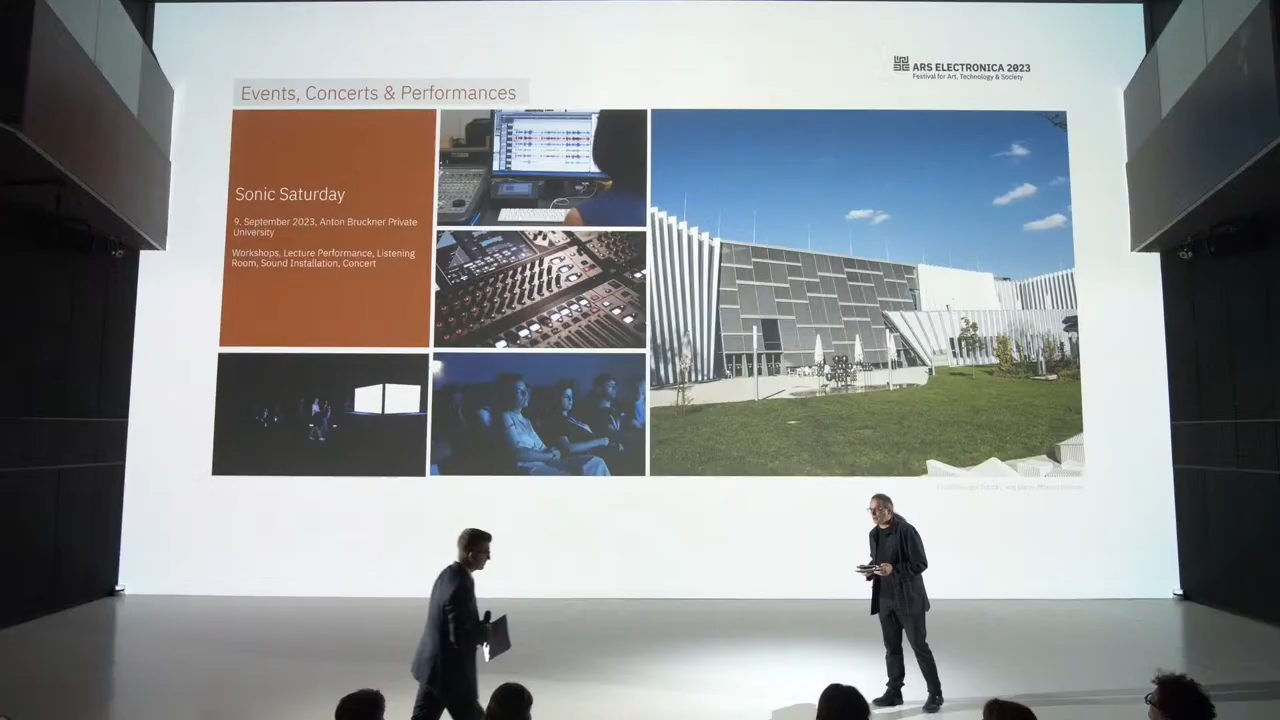 ARS ELECTRONICA 2023
Festival for Art, Technology & Society
Events, Concerts & Performances
Sonic Saturday
9. September 2023, Anton Bruckner Private
University
Workshops, Lecture Performance, Listening
Room, Sound Installation, Concert